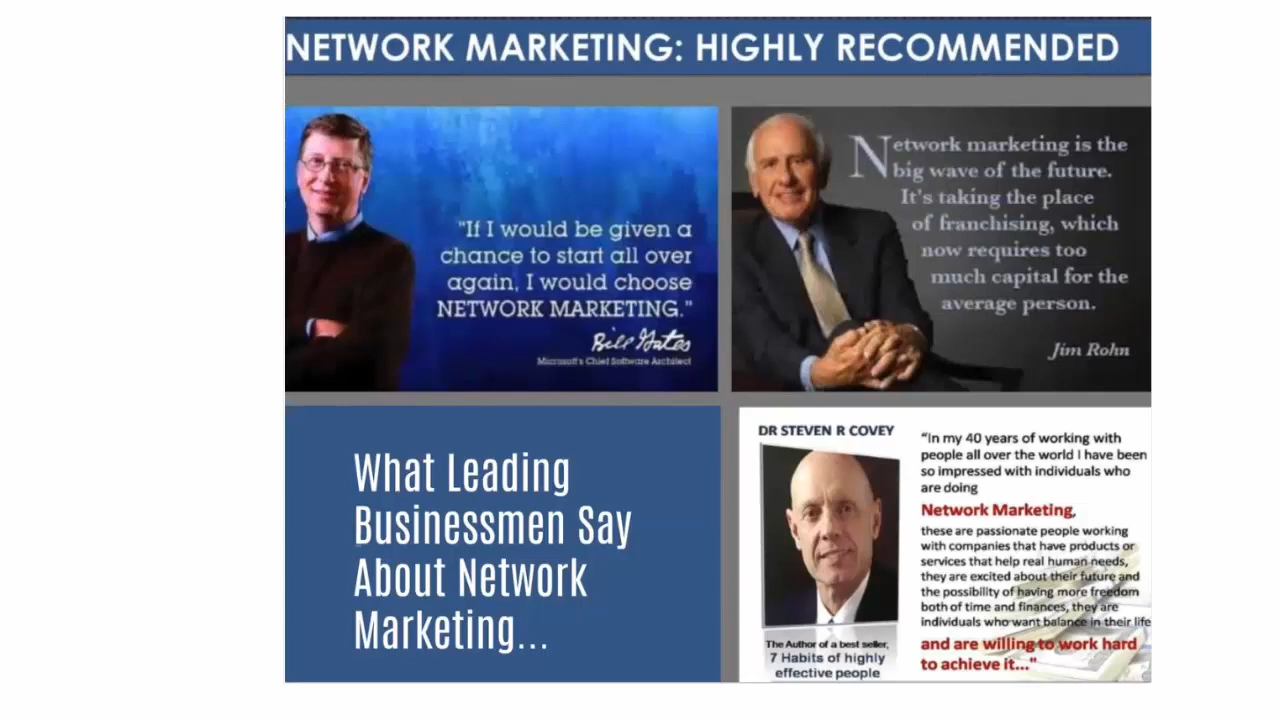 NETWORK MARKETING: HIGHLY RECOMMENDED
"If I would be given a
chance to start all over
again, I would choose
NETWORK MARKETING."
Bill Gates
Microsoft's Chief Software Architect
Network marketing is the
big wave of the future.
It's taking the place
of franchising, which
now requires too
much capital for the
average person.
Jim Rohn
What Leading
Businessmen Say
About Network
Marketing...
DR STEVEN R COVEY
The Author of a best seller,
7 Habits of highly
effective people
"In my 40 years of working with
people all over the world I have been
so impressed with individuals who
are doing
Network Marketing,
these are passionate people working
with companies that have products or
services that help real human needs,
they are excited about their future and
the possibility of having more freedom
both of time and finances, they are
individuals who want balance in their life
and are willing to work hard
to achieve it..."